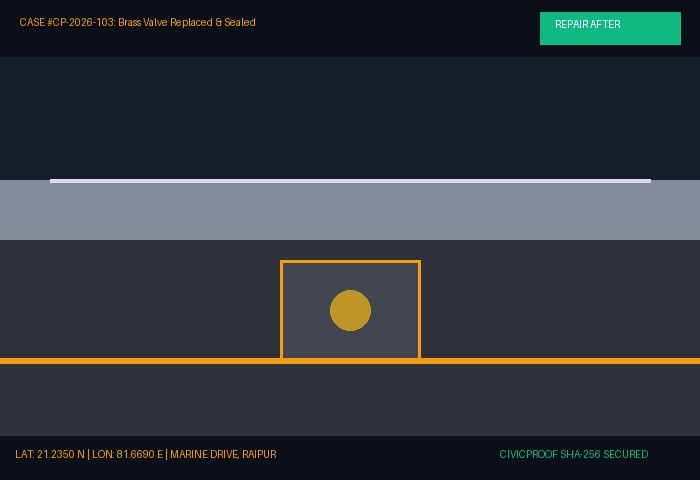 CASE #CP-2026-103: Brass Valve Replaced & Sealed
REPAIR AFTER
LAT: 21.2350 N | LON: 81.6690 E | MARINE DRIVE, RAIPUR
CIVICPROOF SHA-256 SECURED